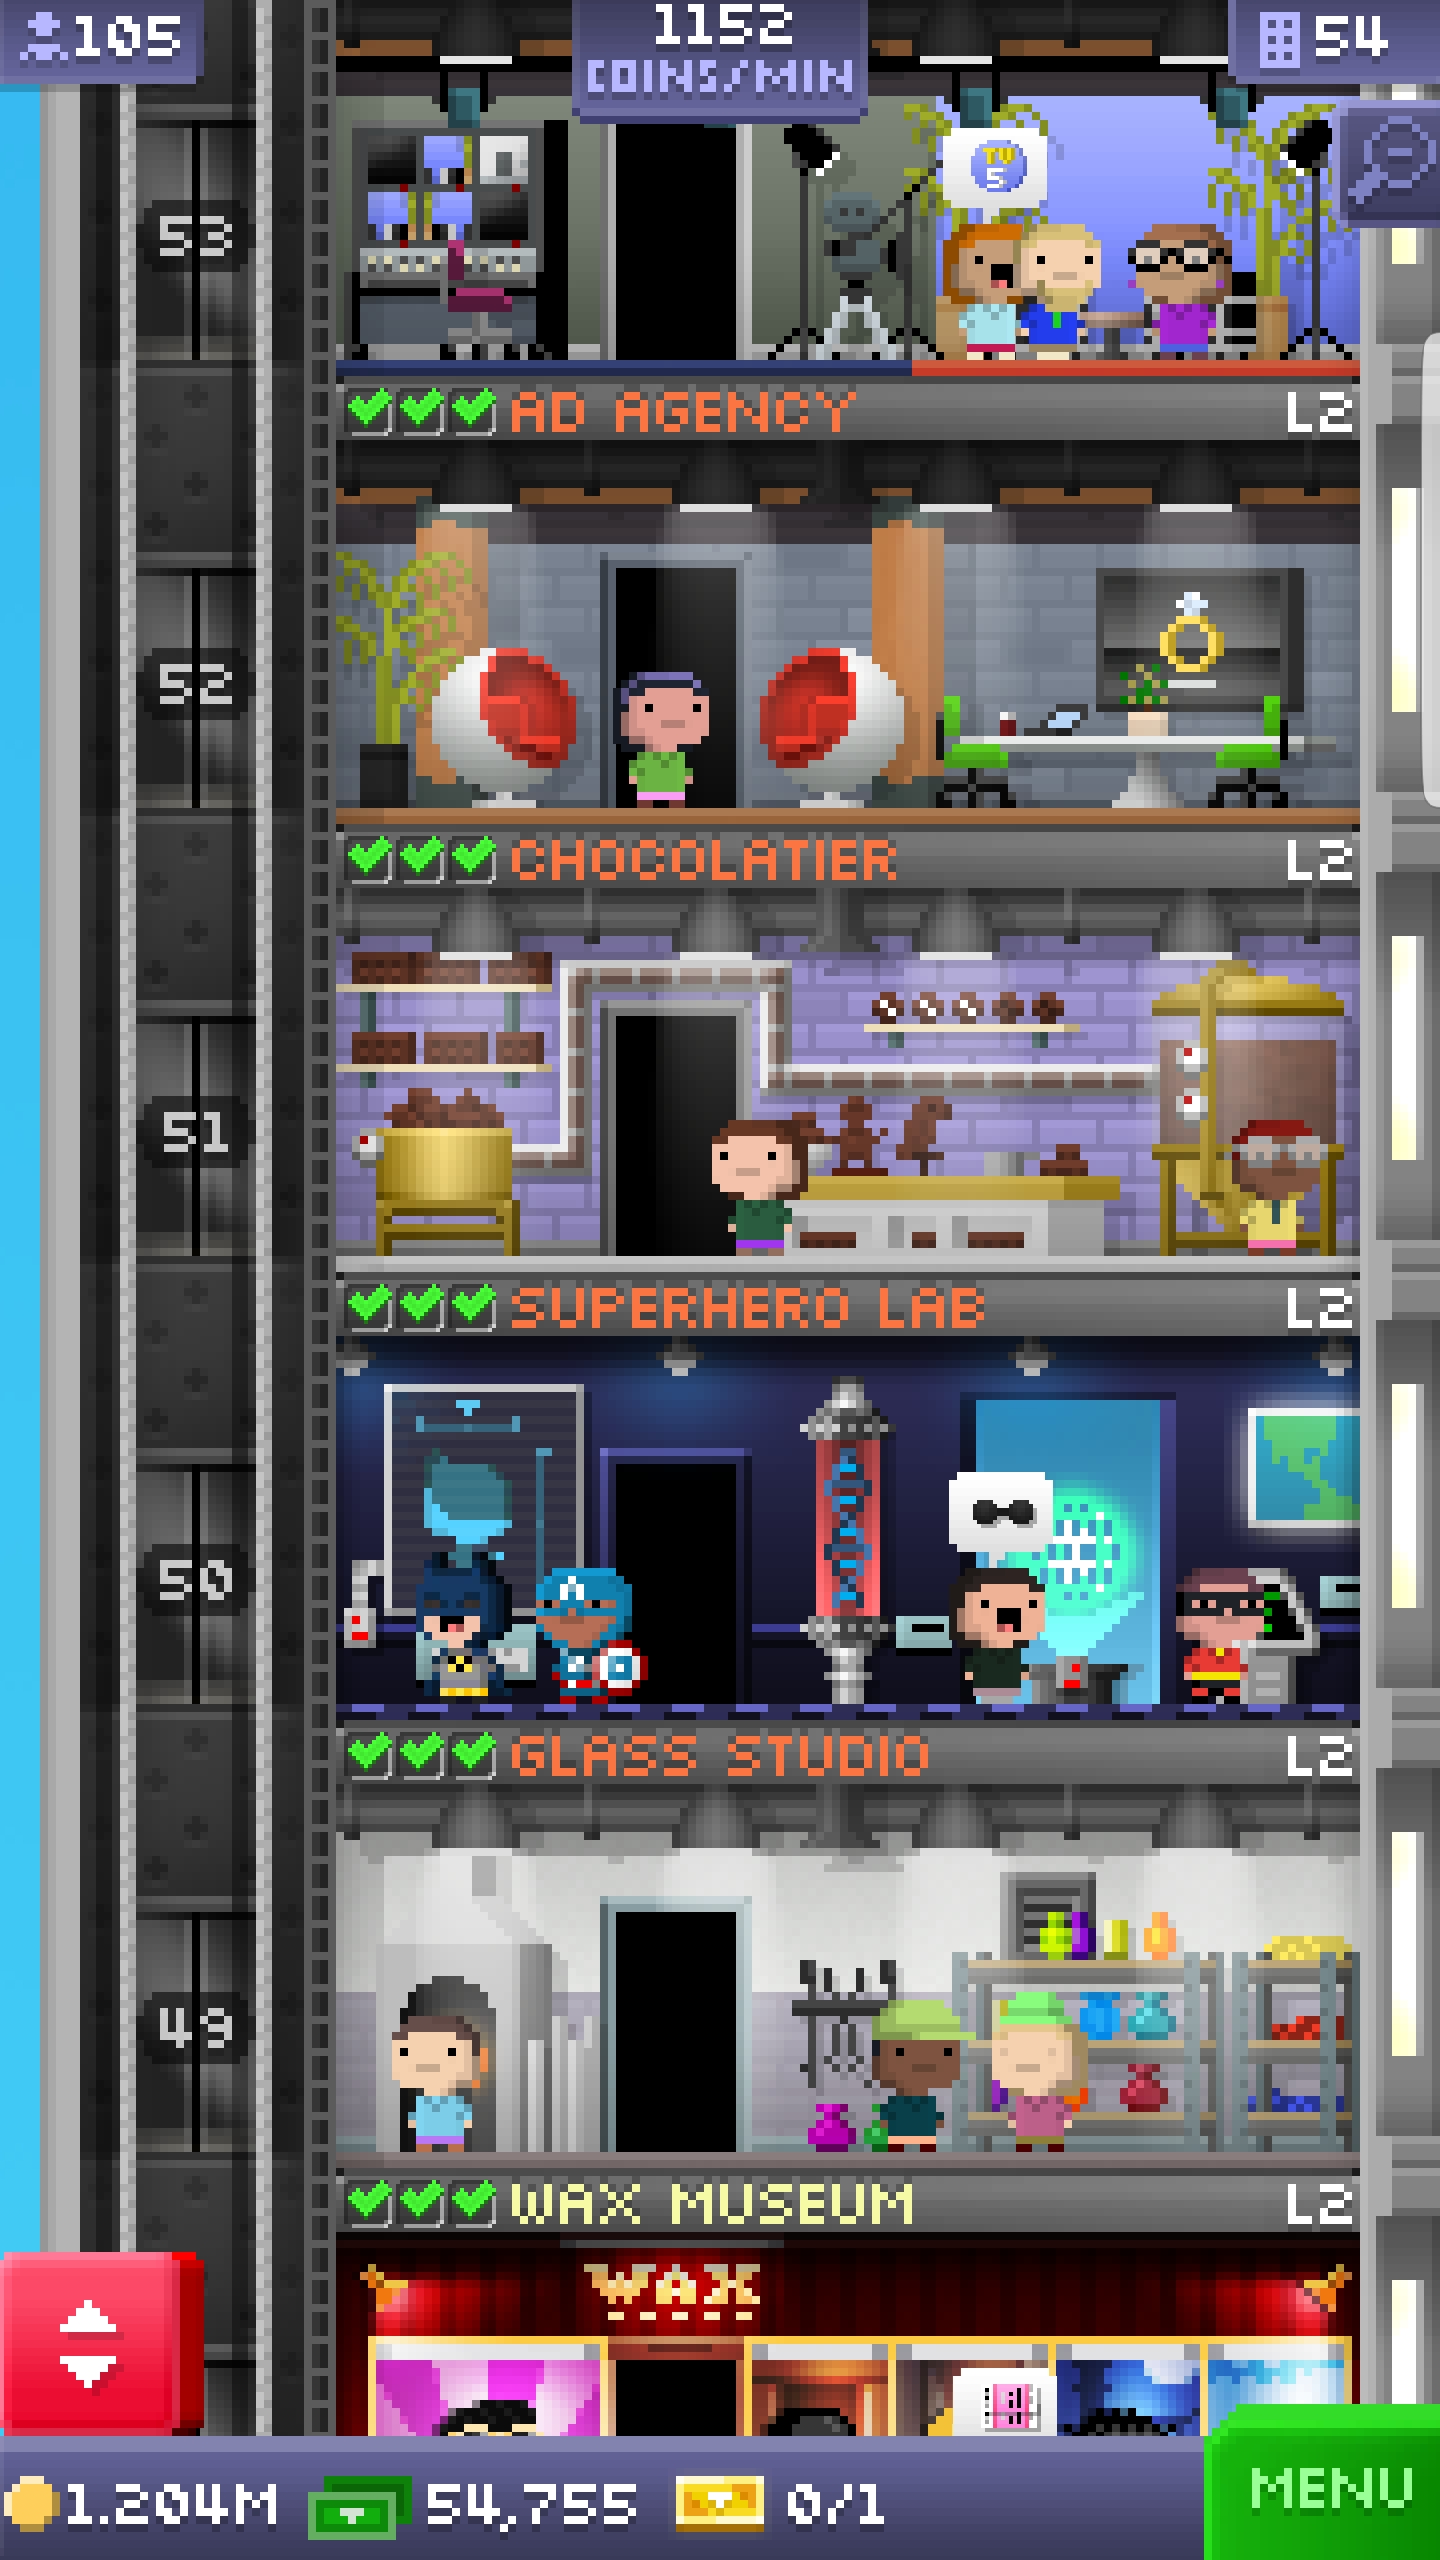 105
1152
COINS/MIN
54
TV
5
53
AD AGENCY L2
52
CHOCOLATIER L2
51
SUPERHERO LAB L2
50
A
GLASS STUDIO L2
49
WAX MUSEUM L2
WAX
1.204M 54,755 0/1
MENU